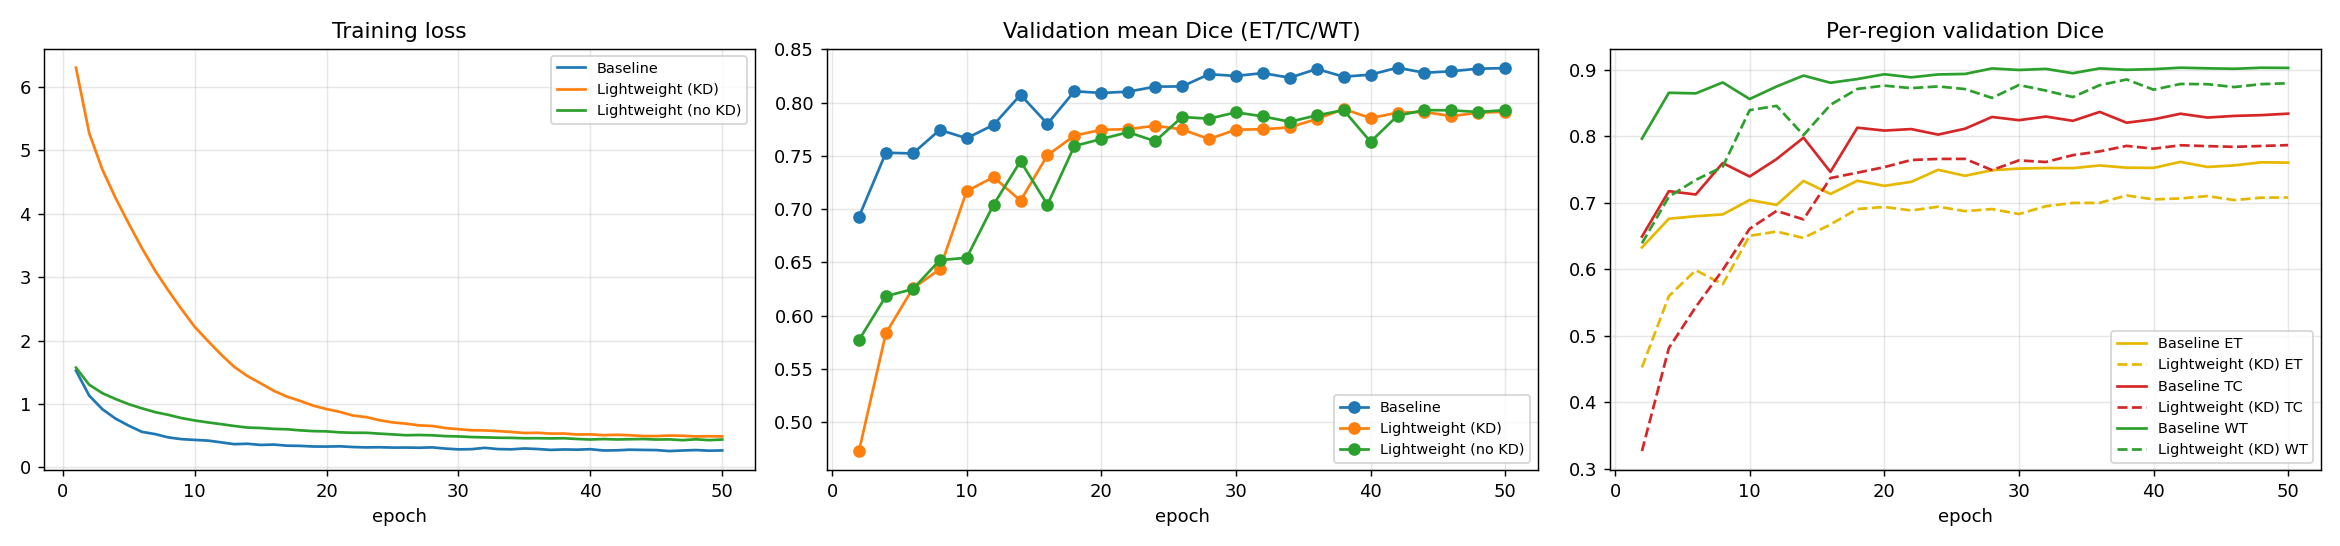 Training loss
6
5
4
3
2
1
0
0 10 20 30 40 50
epoch
Baseline
Lightweight (KD)
Lightweight (no KD)
Validation mean Dice (ET/TC/WT)
0.85
0.80
0.75
0.70
0.65
0.60
0.55
0.50
0 10 20 30 40 50
epoch
Baseline
Lightweight (KD)
Lightweight (no KD)
Per-region validation Dice
0.9
0.8
0.7
0.6
0.5
0.4
0.3
0 10 20 30 40 50
epoch
Baseline ET
Lightweight (KD) ET
Baseline TC
Lightweight (KD) TC
Baseline WT
Lightweight (KD) WT